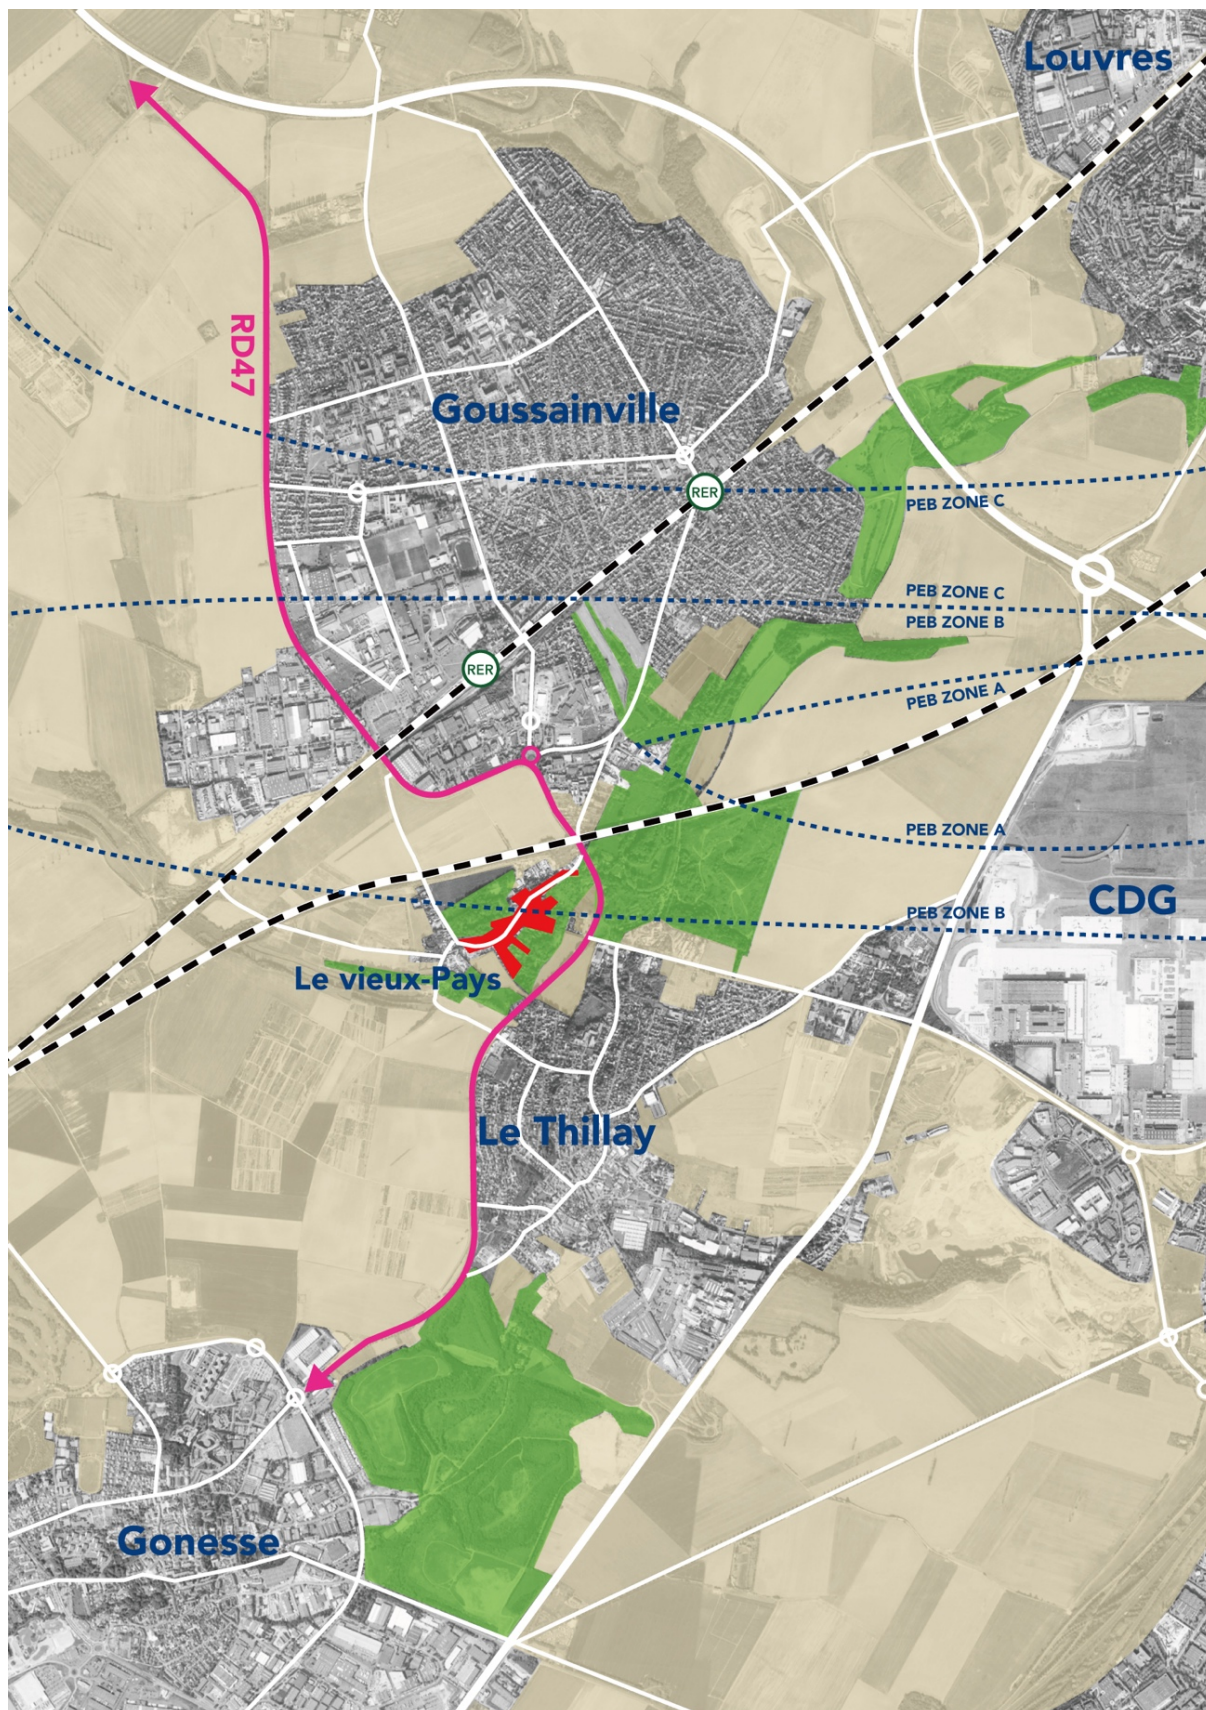 Louvres
RD47
Goussainville
RER
PEB ZONE C
PEB ZONE C
PEB ZONE B
RER
PEB ZONE A
PEB ZONE A
CDG
PEB ZONE B
Le vieux-Pays
Le Thillay
Gonesse